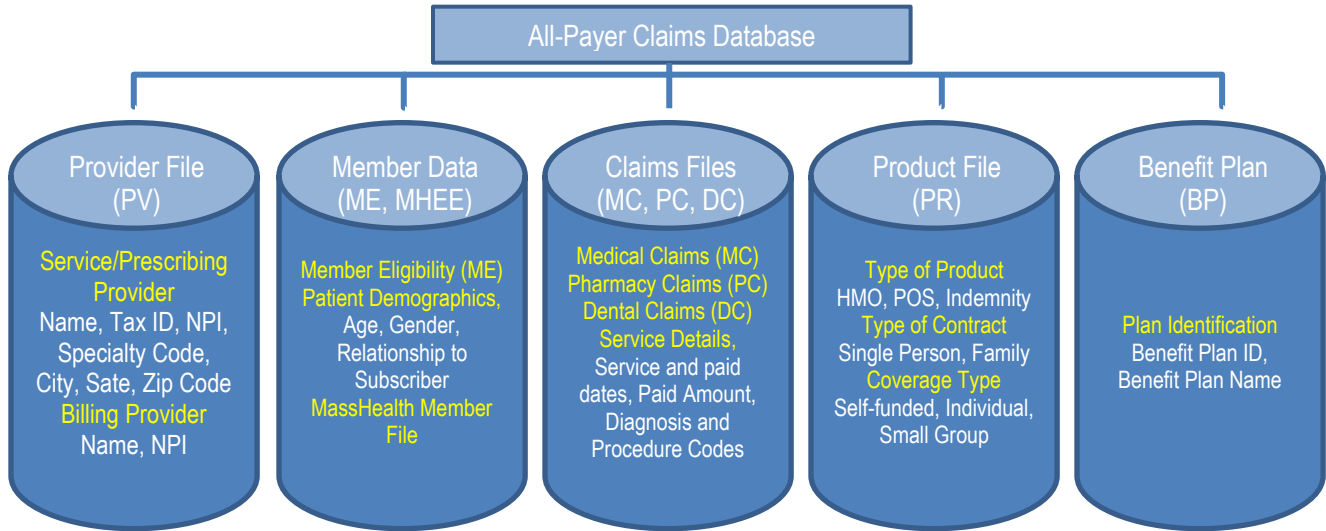 All-Payer Claims Database
Provider File
(PV)
Service/Prescribing
Provider
Name, Tax ID, NPI,
Specialty Code,
City, Sate, Zip Code
Billing Provider
Name, NPI
Member Data
(ME, MHEE)
Member Eligibility (ME)
Patient Demographics,
Age, Gender,
Relationship to
Subscriber
MassHealth Member
File
Claims Files
(MC, PC, DC)
Medical Claims (MC)
Pharmacy Claims (PC)
Dental Claims (DC)
Service Details,
Service and paid
dates, Paid Amount,
Diagnosis and
Procedure Codes
Product File
(PR)
Type of Product
HMO, POS, Indemnity
Type of Contract
Single Person, Family
Coverage Type
Self-funded, Individual,
Small Group
Benefit Plan
(BP)
Plan Identification
Benefit Plan ID,
Benefit Plan Name